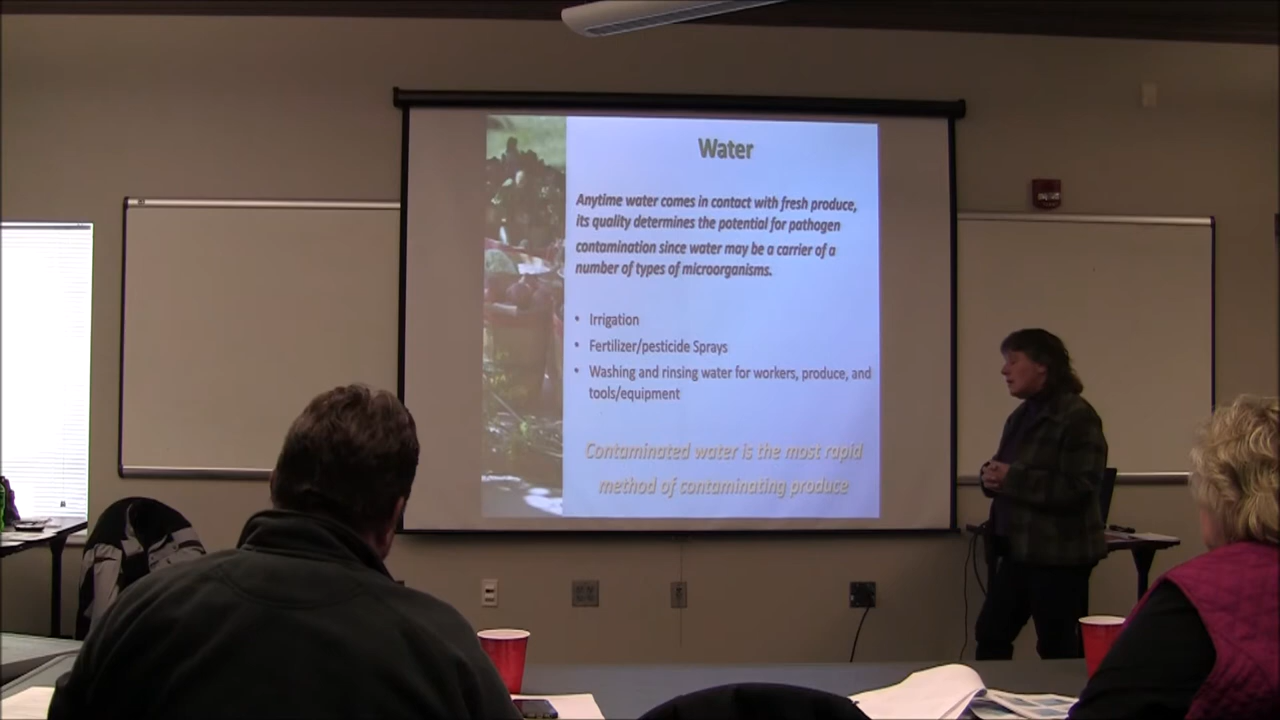 Water
Anytime water comes in contact with fresh produce,
its quality determines the potential for pathogen
contamination since water may be a carrier of a
number of types of microorganisms.
• Irrigation
• Fertilizer/pesticide Sprays
• Washing and rinsing water for workers, produce, and
tools/equipment
Contaminated water is the most rapid
method of contaminating produce